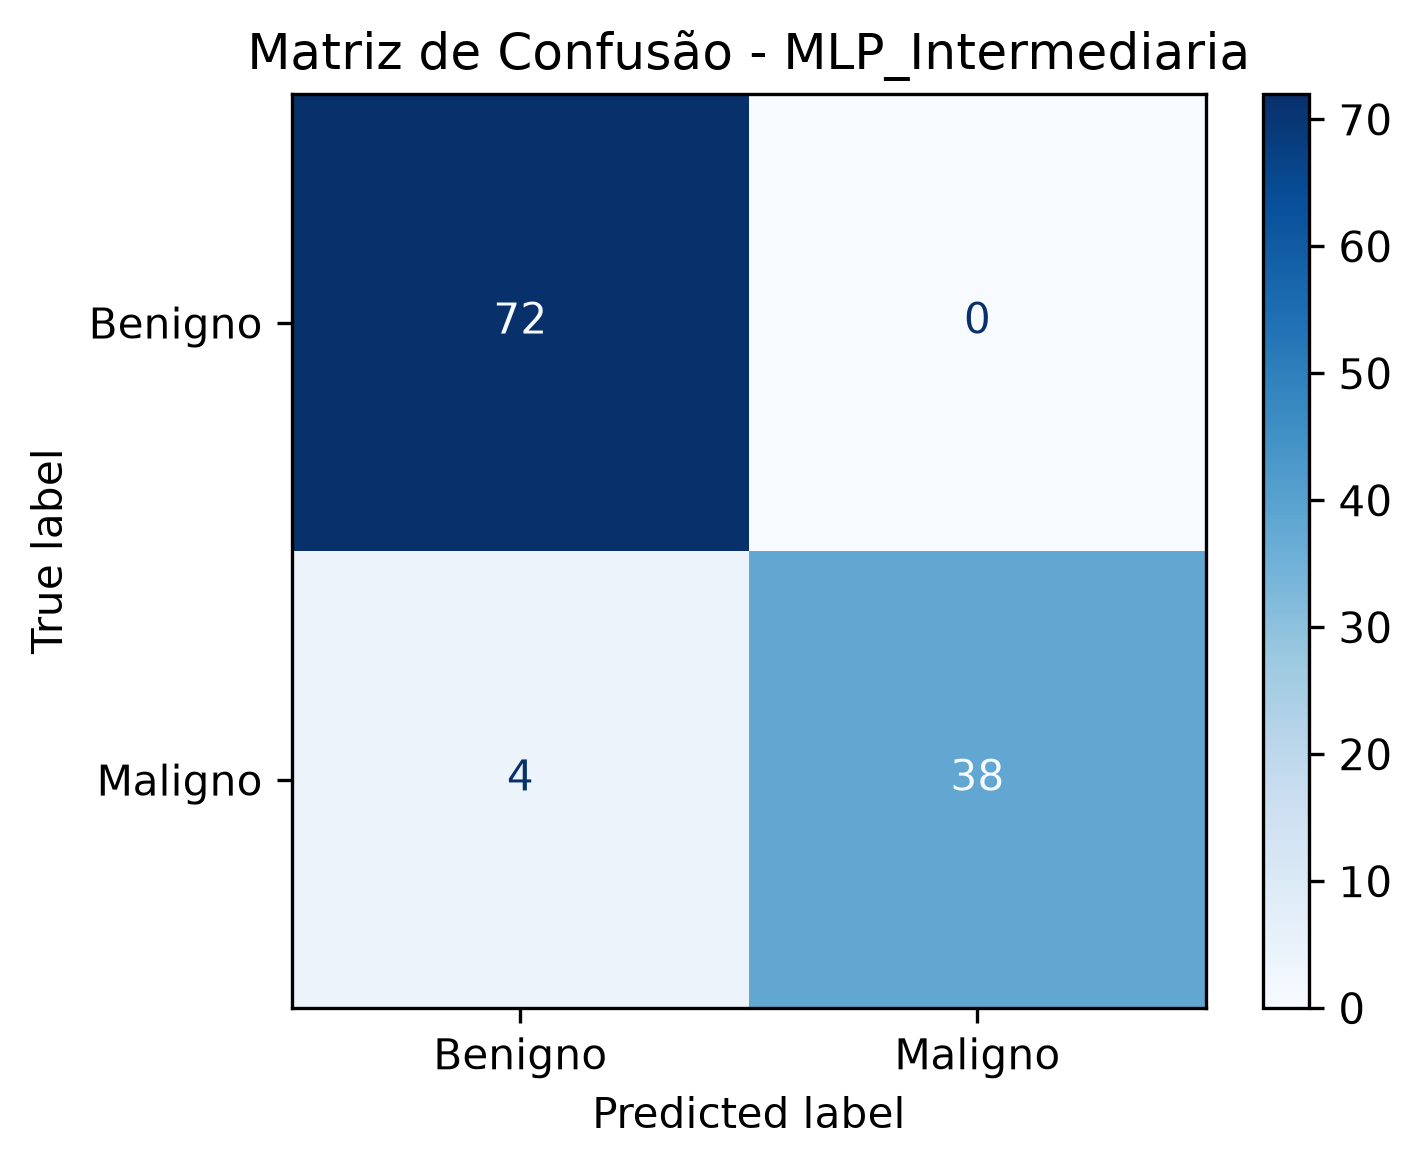 Matriz de Confusão - MLP_Intermediaria
Benigno
72
0
Maligno
4
38
Benigno
Maligno
Predicted label
True label
70
60
50
40
30
20
10
0